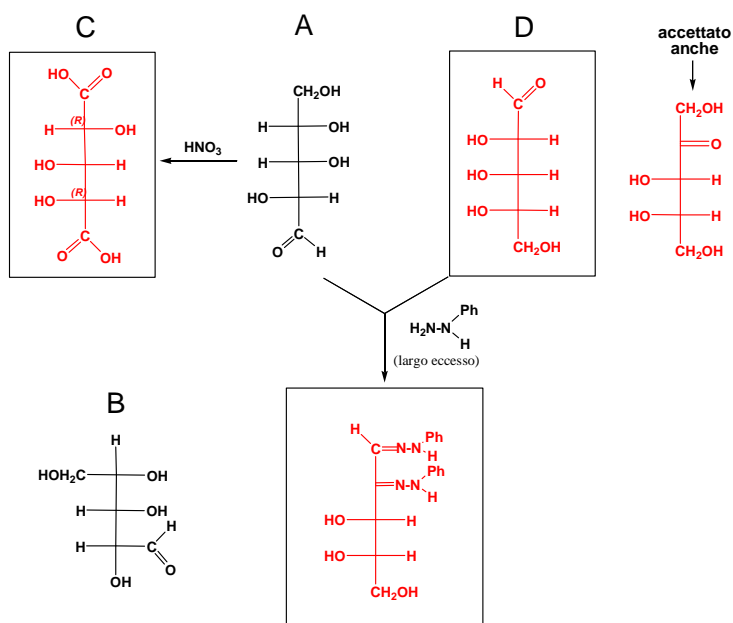 C
HO O
C
(R)
H OH
HO H
(R)
HO H
C
O OH
HNO₃
A
CH₂OH
H OH
H OH
HO H
C
O H
D
H O
C
HO H
HO H
HO H
CH₂OH
accettato
anche
CH₂OH
O
HO H
HO H
CH₂OH
Ph
H₂N-N
H
(largo eccesso)
H Ph
C N-N
H
Ph
N-N
H
HO H
HO H
CH₂OH
B
H
HOH₂C OH
H OH
H
H C
O
OH